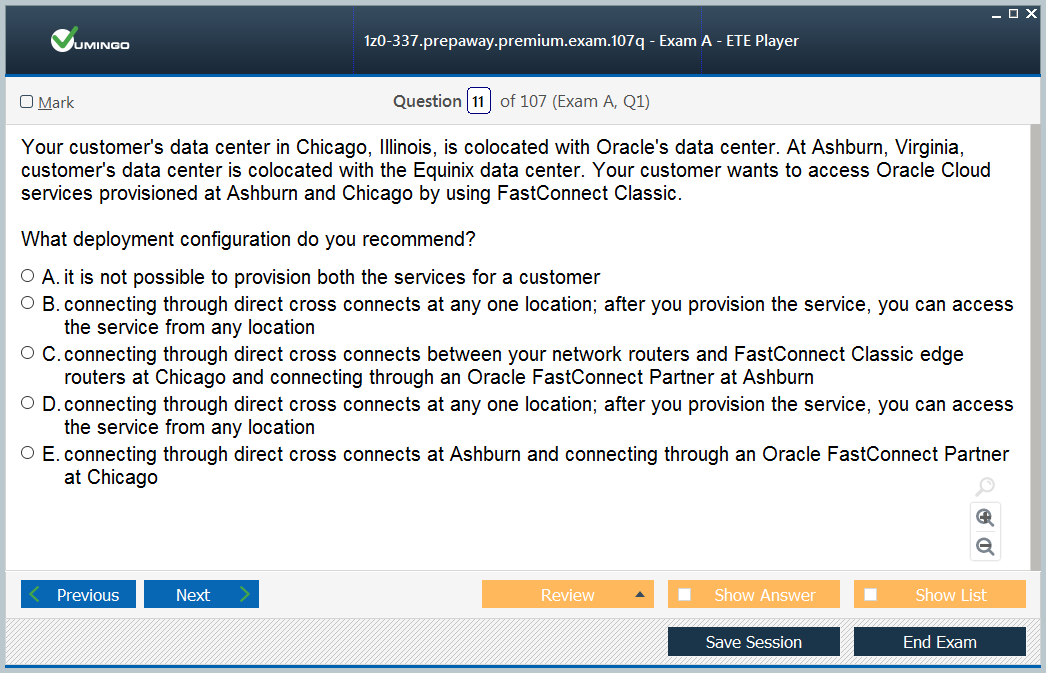 VUMINGO
1z0-337.prepaway.premium.exam.107q - Exam A - ETE Player
Mark
Question 11 of 107 (Exam A, Q1)
Your customer's data center in Chicago, Illinois, is colocated with Oracle's data center. At Ashburn, Virginia,
customer's data center is colocated with the Equinix data center. Your customer wants to access Oracle Cloud
services provisioned at Ashburn and Chicago by using FastConnect Classic.
What deployment configuration do you recommend?
A. it is not possible to provision both the services for a customer
B. connecting through direct cross connects at any one location; after you provision the service, you can access
the service from any location
C. connecting through direct cross connects between your network routers and FastConnect Classic edge
routers at Chicago and connecting through an Oracle FastConnect Partner at Ashburn
D. connecting through direct cross connects at any one location; after you provision the service, you can access
the service from any location
E. connecting through direct cross connects at Ashburn and connecting through an Oracle FastConnect Partner
at Chicago
Previous
Next
Review
Show Answer
Show List
Save Session
End Exam